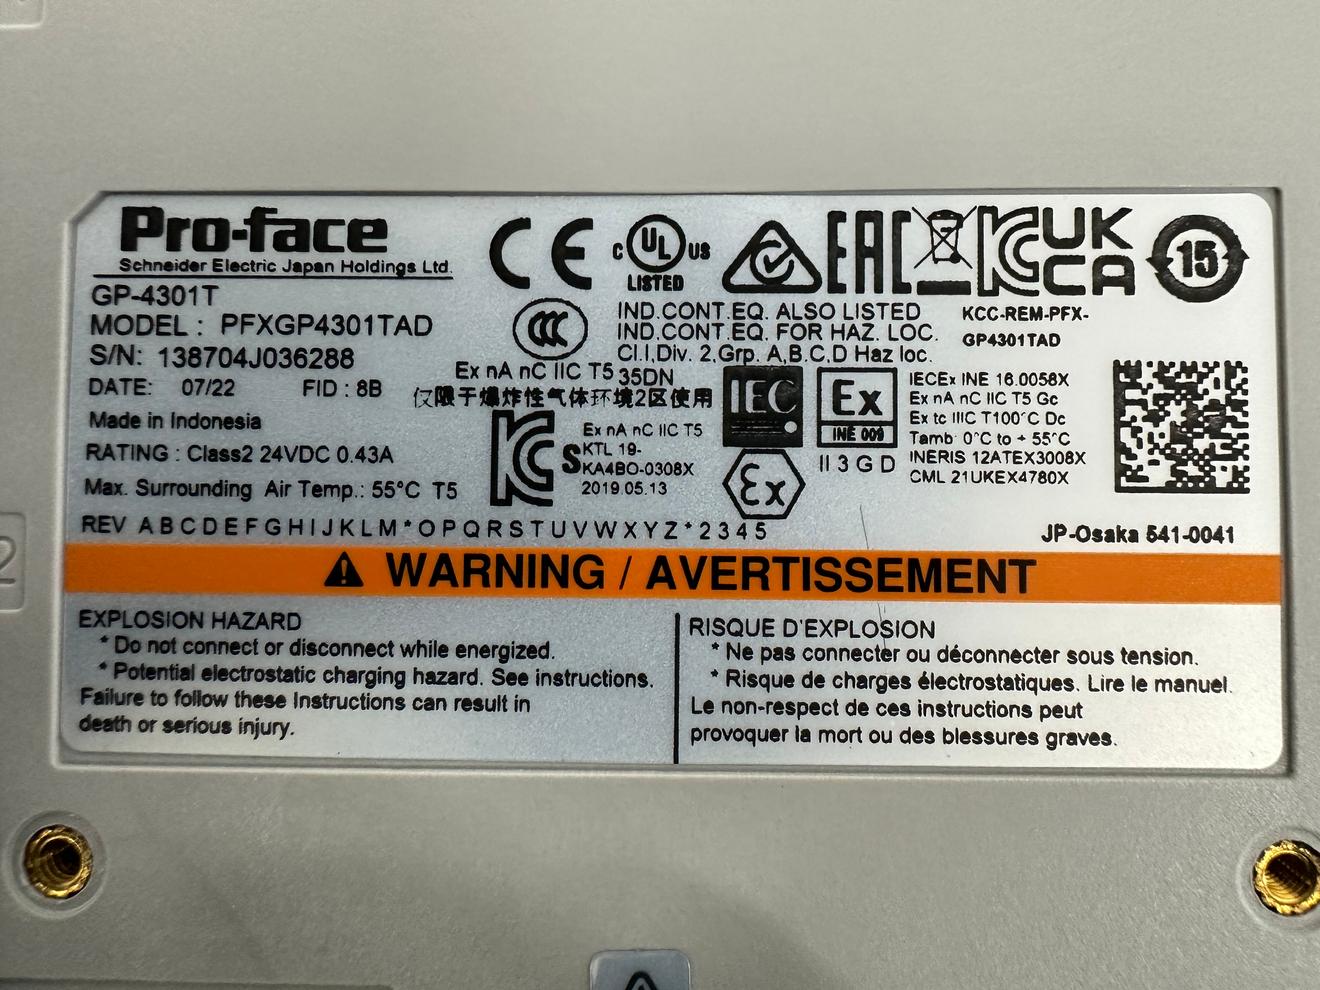 Pro-face
Schneider Electric Japan Holdings Ltd.
GP-4301T
MODEL : PFXGP4301TAD
S/N: 138704J036288
DATE: 07/22 FID : 8B
Made in Indonesia
RATING : Class2 24VDC 0.43A
Max. Surrounding Air Temp.: 55°C T5
REV A B C D E F G H I J K L M * O P Q R S T U V W X Y Z * 2 3 4 5
CE
C UL US
LISTED
EAC
KC
UK
CA
15
CCC
IND.CONT.EQ. ALSO LISTED
IND.CONT.EQ. FOR HAZ. LOC.
Cl.I,Div. 2,Grp. A,B,C,D Haz loc.
35DN
KCC-REM-PFX-
GP4301TAD
Ex nA nC IIC T5
仅限于爆炸性气体环境2区使用
KCs
Ex nA nC IIC T5
KTL 19-
KA4BO-0308X
2019.05.13
IEC
Ex
INE 009
Ex
II 3 G D
IECEx INE 16.0058X
Ex nA nC IIC T5 Gc
Ex tc IIIC T100°C Dc
Tamb: 0°C to + 55°C
INERIS 12ATEX3008X
CML 21UKEX4780X
JP-Osaka 541-0041
WARNING / AVERTISSEMENT
EXPLOSION HAZARD
* Do not connect or disconnect while energized.
* Potential electrostatic charging hazard. See instructions.
Failure to follow these Instructions can result in
death or serious injury.
RISQUE D'EXPLOSION
* Ne pas connecter ou déconnecter sous tension.
* Risque de charges électrostatiques. Lire le manuel.
Le non-respect de ces instructions peut
provoquer la mort ou des blessures graves.
2